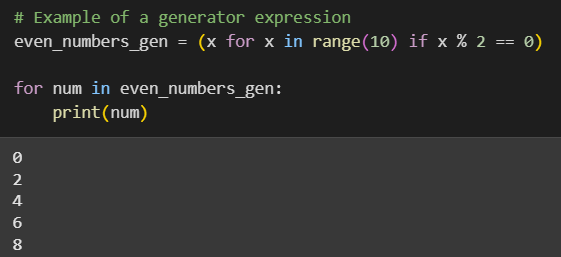 # Example of a generator expression
even_numbers_gen = (x for x in range(10) if x % 2 == 0)
for num in even_numbers_gen:
    print(num)
0
2
4
6
8